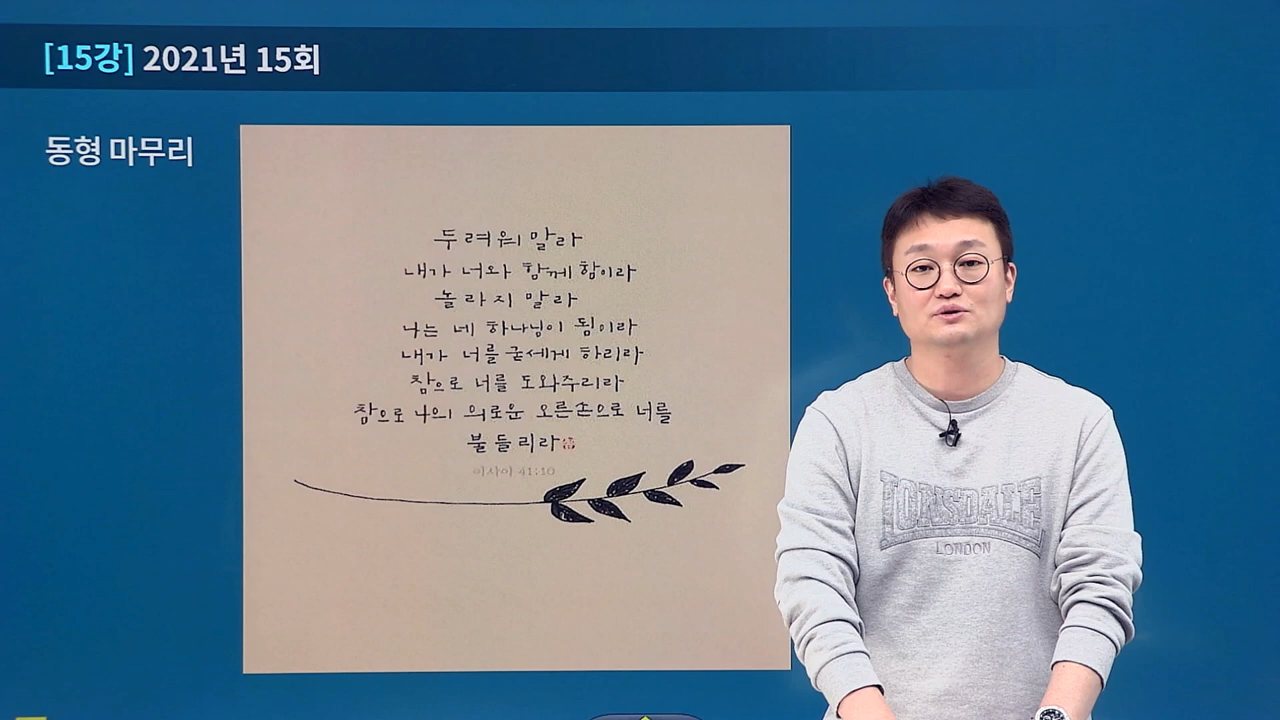 [15강] 2021년 15회
동형 마무리
두려워 말라
내가 너와 함께 함이라
놀라지 말라
나는 네 하나님이 됨이라
내가 너를 굳세게 하리라
참으로 너를 도와주리라
참으로 나의 의로운 오른손으로 너를
붙들리라
이사야 41:10
LONSDALE
LONDON